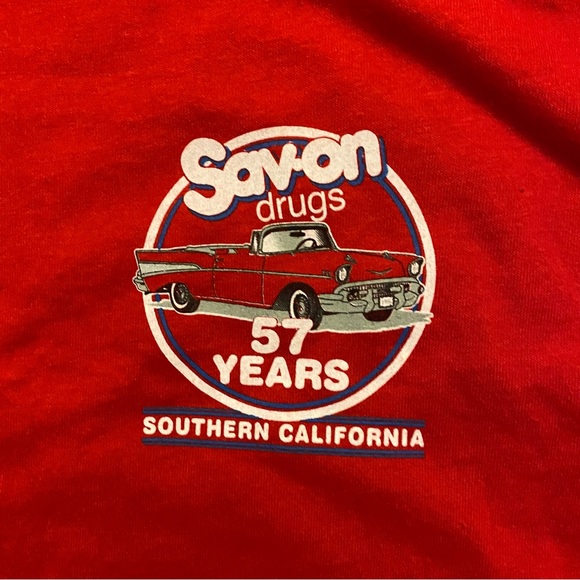 Sav-on
drugs
57
YEARS
SOUTHERN CALIFORNIA